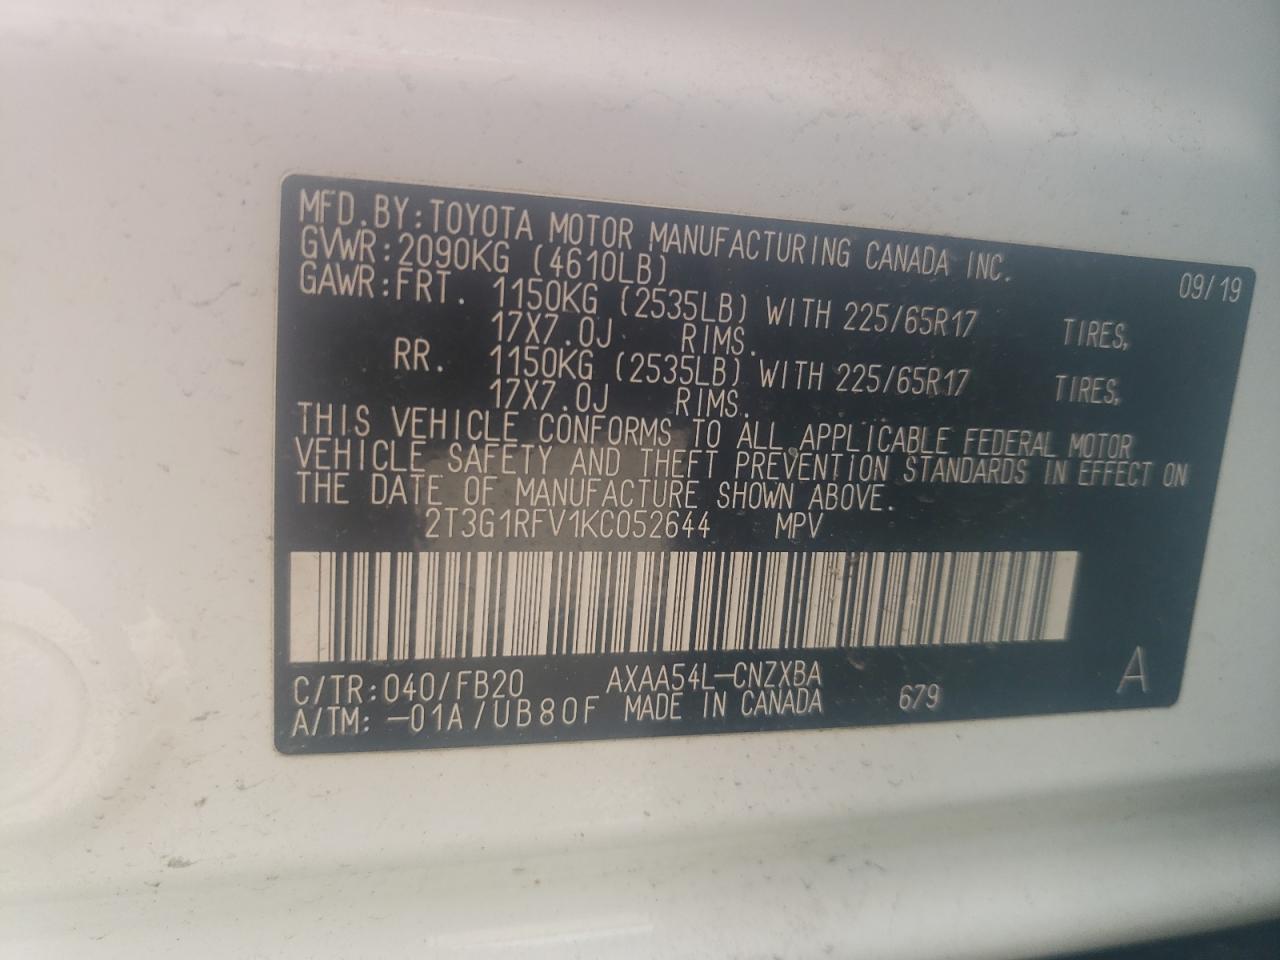 MFD.BY:TOYOTA MOTOR MANUFACTURING CANADA INC. 09/19
GVWR:2090KG (4610LB)
GAWR:FRT. 1150KG (2535LB) WITH 225/65R17 TIRES,
17X7.0J RIMS.
RR. 1150KG (2535LB) WITH 225/65R17 TIRES,
17X7.0J RIMS.
THIS VEHICLE CONFORMS TO ALL APPLICABLE FEDERAL MOTOR
VEHICLE SAFETY AND THEFT PREVENTION STANDARDS IN EFFECT ON
THE DATE OF MANUFACTURE SHOWN ABOVE.
2T3G1RFV1KC052644 MPV
C/TR:040/FB20 AXAA54L-CNZXBA A
A/TM:-01A/UB80F MADE IN CANADA 679